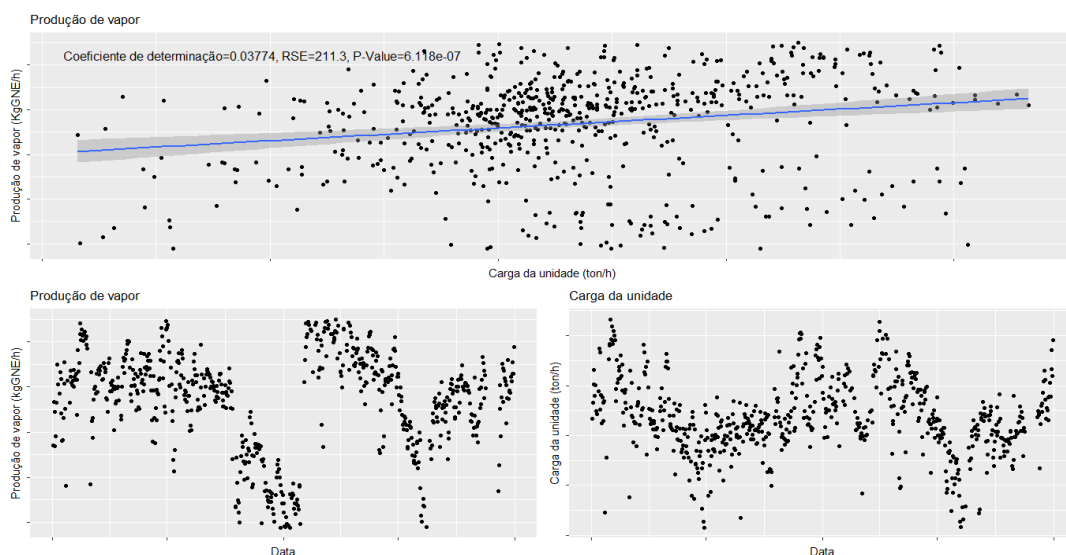 Produção de vapor
Coeficiente de determinação=0.03774, RSE=211.3, P-Value=6.118e-07
Produção de vapor (KgGNE/h)
Carga da unidade (ton/h)
Produção de vapor
Produção de vapor (KgGNE/h)
Data
Carga da unidade
Carga da unidade (ton/h)
Data